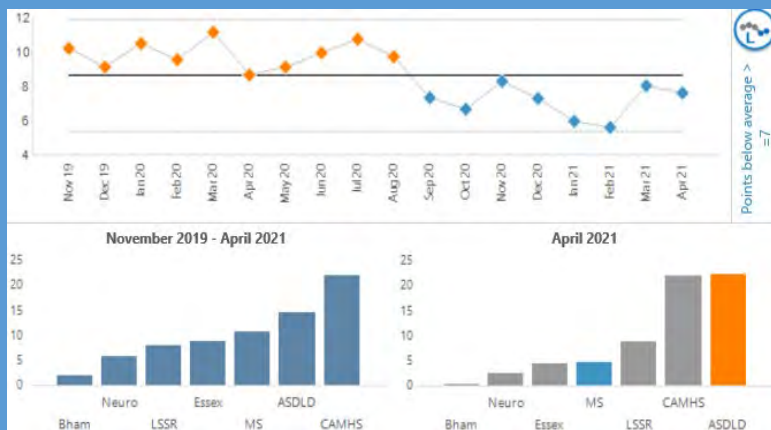 12
10
8
6
4
Nov 19
Dec 19
Jan 20
Feb 20
Mar 20
Apr 20
May 20
Jun 20
Jul 20
Aug 20
Sep 20
Oct 20
Nov 20
Dec 20
Jan 21
Feb 21
Mar 21
Apr 21
L
Points below average >
=7
November 2019 - April 2021
25
20
15
10
5
0
Neuro
Essex
ASDLD
Bham
LSSR
MS
CAMHS
April 2021
25
20
15
10
5
0
Neuro
MS
CAMHS
Bham
Essex
LSSR
ASDLD